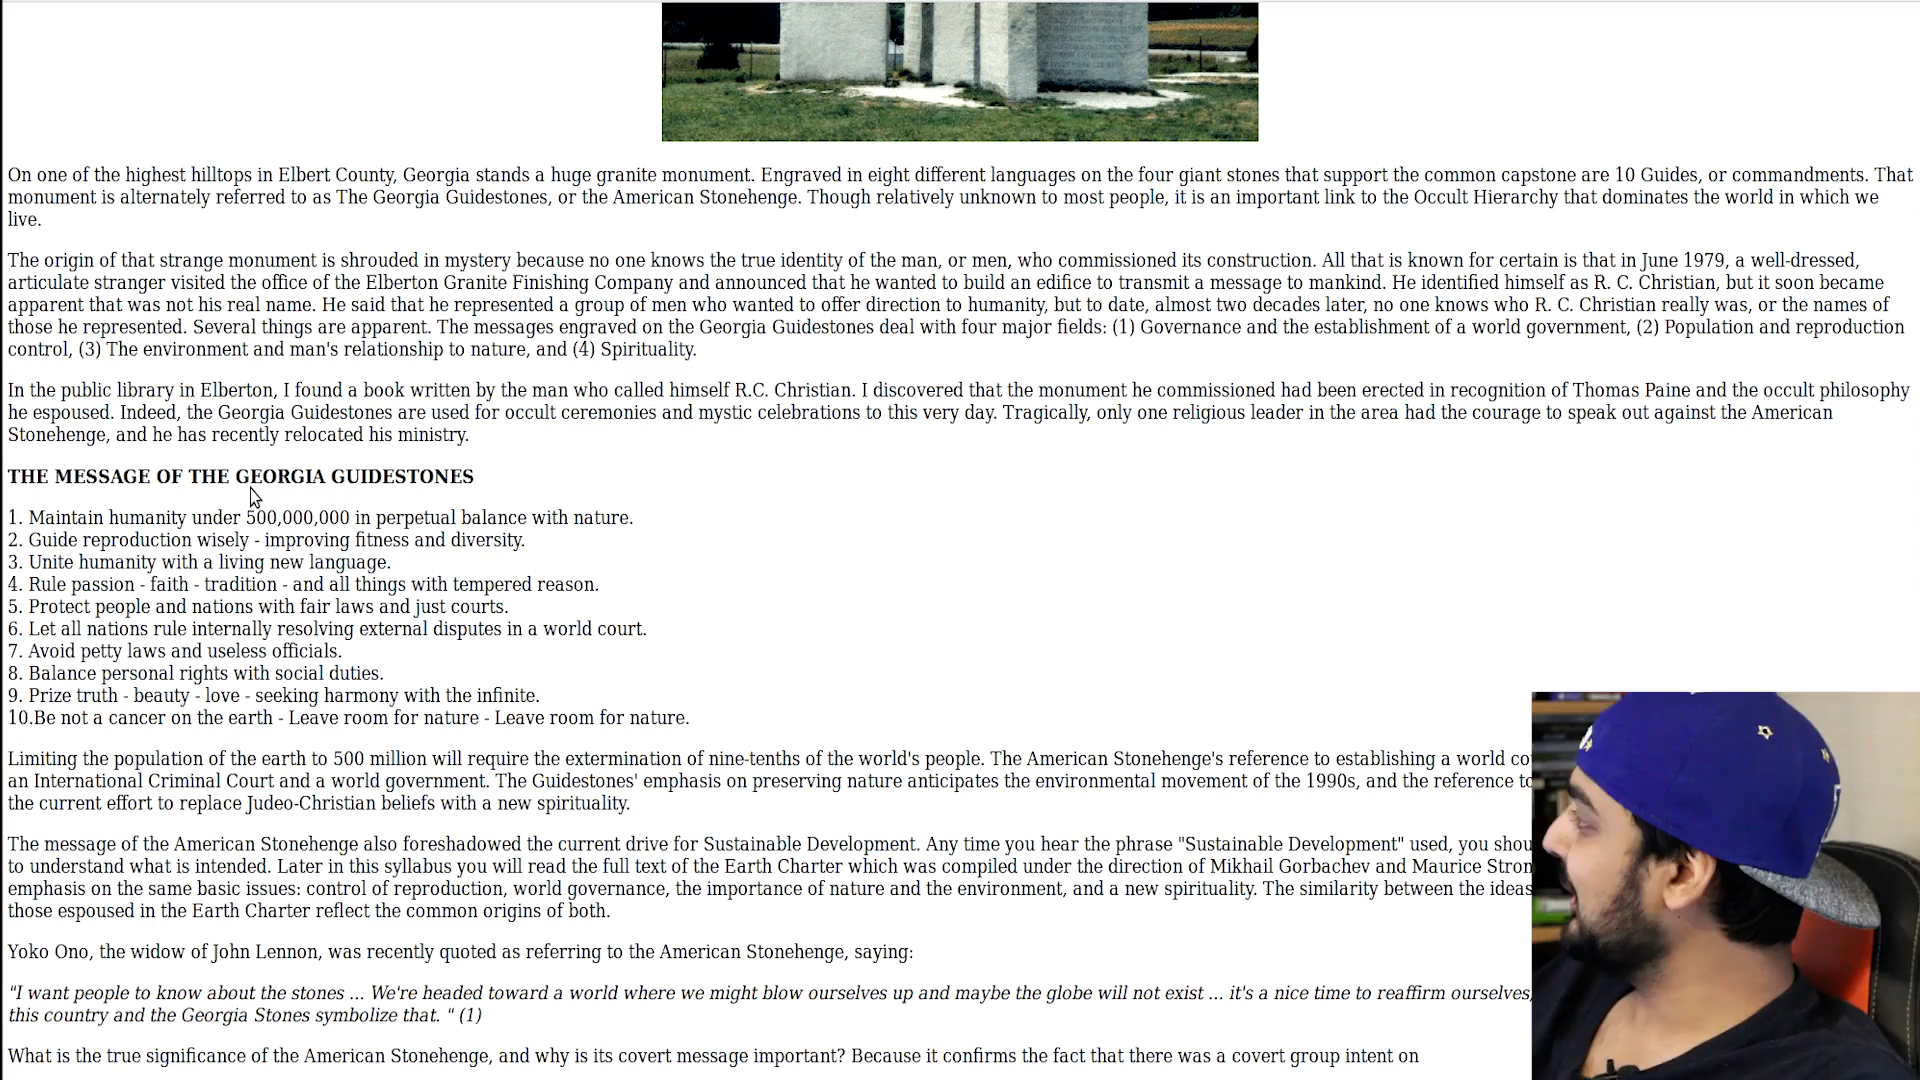 On one of the highest hilltops in Elbert County, Georgia stands a huge granite monument. Engraved in eight different languages on the four giant stones that support the common capstone are 10 Guides, or commandments. That
monument is alternately referred to as The Georgia Guidestones, or the American Stonehenge. Though relatively unknown to most people, it is an important link to the Occult Hierarchy that dominates the world in which we
live.
The origin of that strange monument is shrouded in mystery because no one knows the true identity of the man, or men, who commissioned its construction. All that is known for certain is that in June 1979, a well-dressed,
articulate stranger visited the office of the Elberton Granite Finishing Company and announced that he wanted to build an edifice to transmit a message to mankind. He identified himself as R. C. Christian, but it soon became
apparent that was not his real name. He said that he represented a group of men who wanted to offer direction to humanity, but to date, almost two decades later, no one knows who R. C. Christian really was, or the names of
those he represented. Several things are apparent. The messages engraved on the Georgia Guidestones deal with four major fields: (1) Governance and the establishment of a world government, (2) Population and reproduction
control, (3) The environment and man's relationship to nature, and (4) Spirituality.
In the public library in Elberton, I found a book written by the man who called himself R.C. Christian. I discovered that the monument he commissioned had been erected in recognition of Thomas Paine and the occult philosophy
he espoused. Indeed, the Georgia Guidestones are used for occult ceremonies and mystic celebrations to this very day. Tragically, only one religious leader in the area had the courage to speak out against the American
Stonehenge, and he has recently relocated his ministry.
THE MESSAGE OF THE GEORGIA GUIDESTONES
1. Maintain humanity under 500,000,000 in perpetual balance with nature.
2. Guide reproduction wisely - improving fitness and diversity.
3. Unite humanity with a living new language.
4. Rule passion - faith - tradition - and all things with tempered reason.
5. Protect people and nations with fair laws and just courts.
6. Let all nations rule internally resolving external disputes in a world court.
7. Avoid petty laws and useless officials.
8. Balance personal rights with social duties.
9. Prize truth - beauty - love - seeking harmony with the infinite.
10.Be not a cancer on the earth - Leave room for nature - Leave room for nature.
Limiting the population of the earth to 500 million will require the extermination of nine-tenths of the world's people. The American Stonehenge's reference to establishing a world
an International Criminal Court and a world government. The Guidestones' emphasis on preserving nature anticipates the environmental movement of the 1990s, and the reference to
the current effort to replace Judeo-Christian beliefs with a new spirituality.
The message of the American Stonehenge also foreshadowed the current drive for Sustainable Development. Any time you hear the phrase "Sustainable Development" used, you
to understand what is intended. Later in this syllabus you will read the full text of the Earth Charter which was compiled under the direction of Mikhail Gorbachev and Maurice
emphasis on the same basic issues: control of reproduction, world governance, the importance of nature and the environment, and a new spirituality. The similarity between the ideas
those espoused in the Earth Charter reflect the common origins of both.
Yoko Ono, the widow of John Lennon, was recently quoted as referring to the American Stonehenge, saying:
"I want people to know about the stones ... We're headed toward a world where we might blow ourselves up and maybe the globe will not exist ... it's a nice time to reaffirm ourselves,
this country and the Georgia Stones symbolize that. " (1)
What is the true significance of the American Stonehenge, and why is its covert message important? Because it confirms the fact that there was a covert group intent on